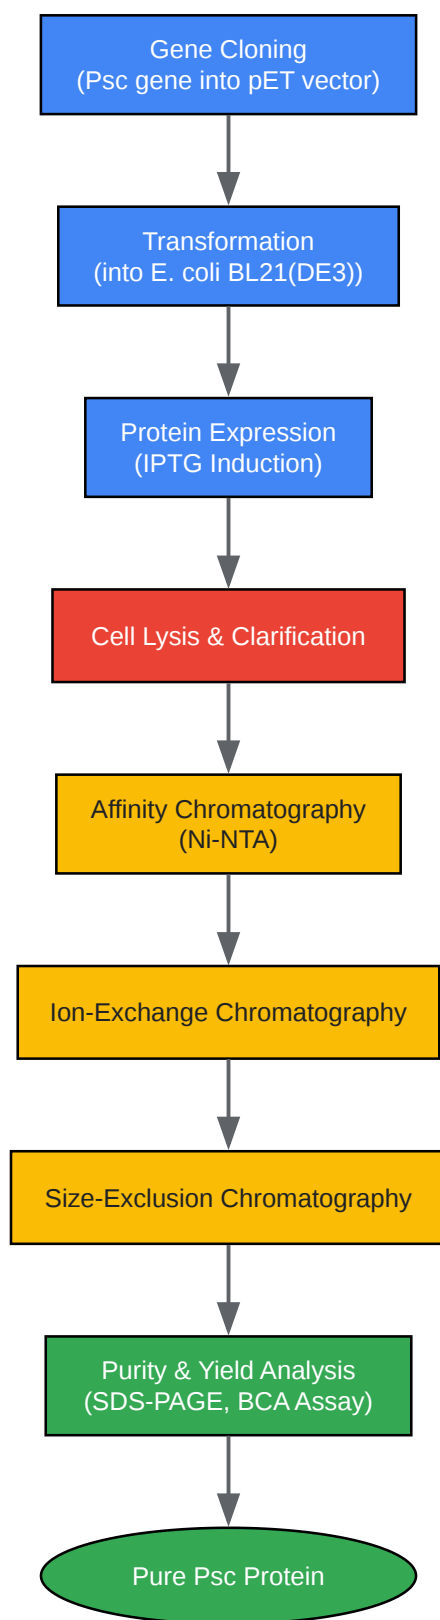 Gene Cloning
(Psc gene into pET vector)
Transformation
(into E. coli BL21(DE3))
Protein Expression
(IPTG Induction)
Cell Lysis & Clarification
Affinity Chromatography
(Ni-NTA)
Ion-Exchange Chromatography
Size-Exclusion Chromatography
Purity & Yield Analysis
(SDS-PAGE, BCA Assay)
Pure Psc Protein